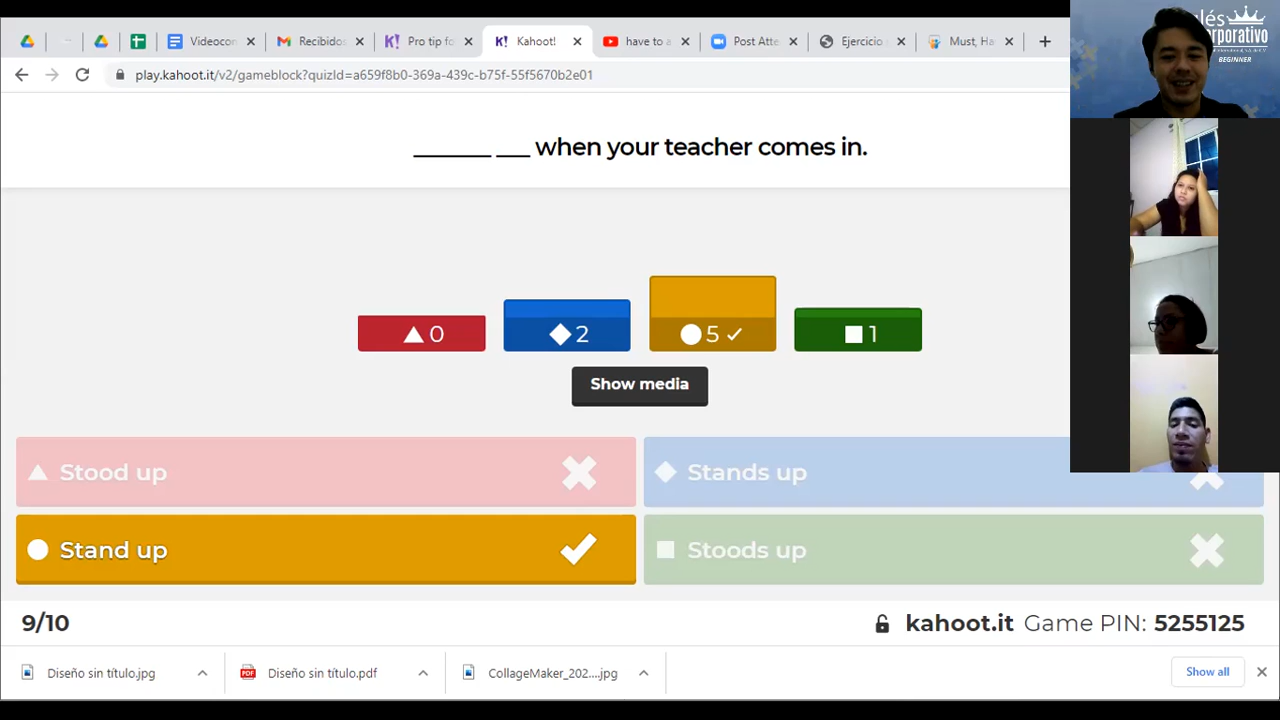 Videocon
Recibidos
Pro tip fo
Kahoot!
have to a
Post Atte
Ejercicio
Must, Ha
play.kahoot.it/v2/gameblock?quizId=a659f8b0-369a-439c-b75f-55f5670b2e01
BEGINNER
_______ ___ when your teacher comes in.
0
2
5
1
Show media
Stood up
Stands up
Stand up
Stoods up
9/10
kahoot.it Game PIN: 5255125
Diseño sin título.jpg
Diseño sin título.pdf
CollageMaker_202....jpg
Show all